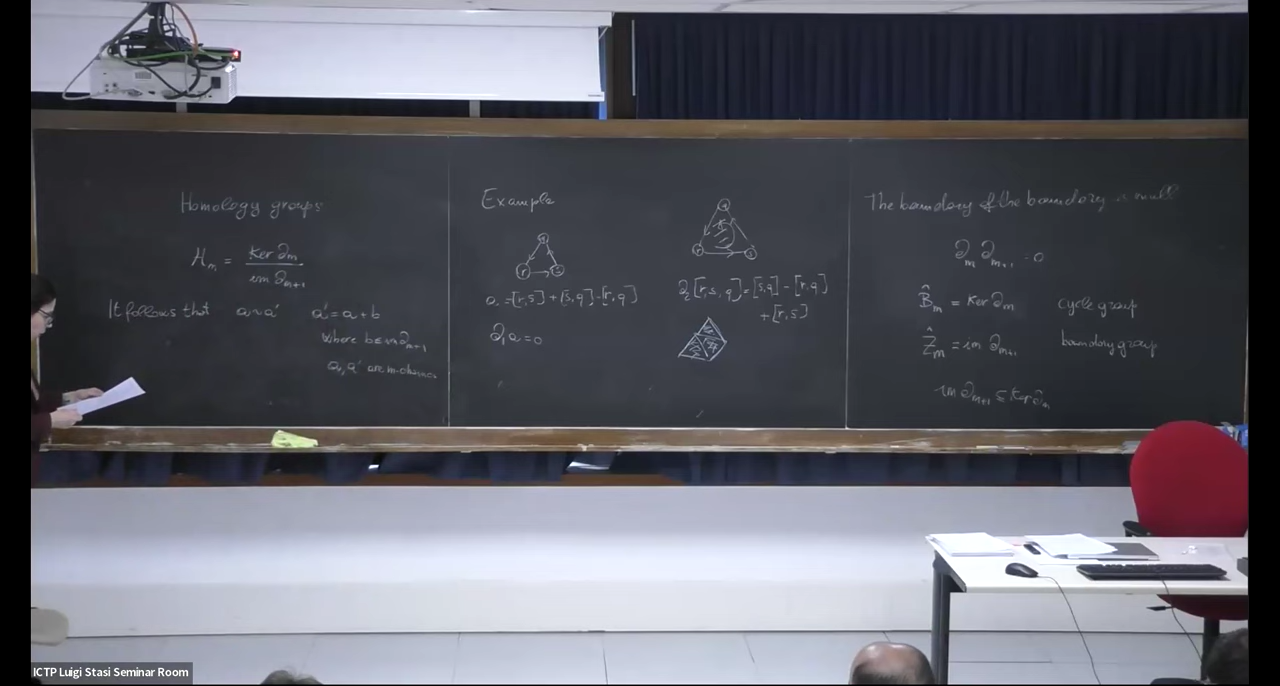 Homology groups
H_m = ker ∂_m / im ∂_{m+1}
It follows that a ~ a' a' = a + b
where b ∈ im ∂_{m+1}
a, a' are m-chains
Example
q
r s
a = [r,s] + [s,q] - [r,q]
∂_1 a = 0
q
r s
∂_2 [r,s,q] = [s,q] - [r,q]
+ [r,s]
The boundary of the boundary is null
∂_m ∂_{m+1} = 0
B̂_m = ker ∂_m cycle group
Ẑ_m = im ∂_{m+1} boundary group
im ∂_{m+1} ⊆ ker ∂_m
ICTP Luigi Stasi Seminar Room